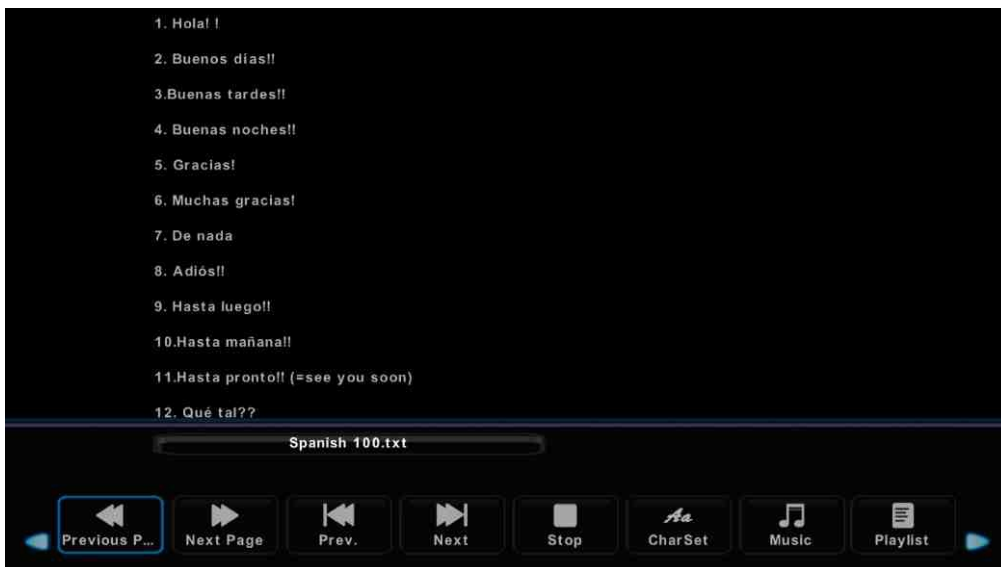 1. Hola! !
2. Buenos días!!
3.Buenas tardes!!
4. Buenas noches!!
5. Gracias!
6. Muchas gracias!
7. De nada
8. Adiós!!
9. Hasta luego!!
10.Hasta mañana!!
11.Hasta pronto!! (=see you soon)
12. Qué tal??
Spanish 100.txt
Previous P... Next Page Prev. Next Stop CharSet Music Playlist